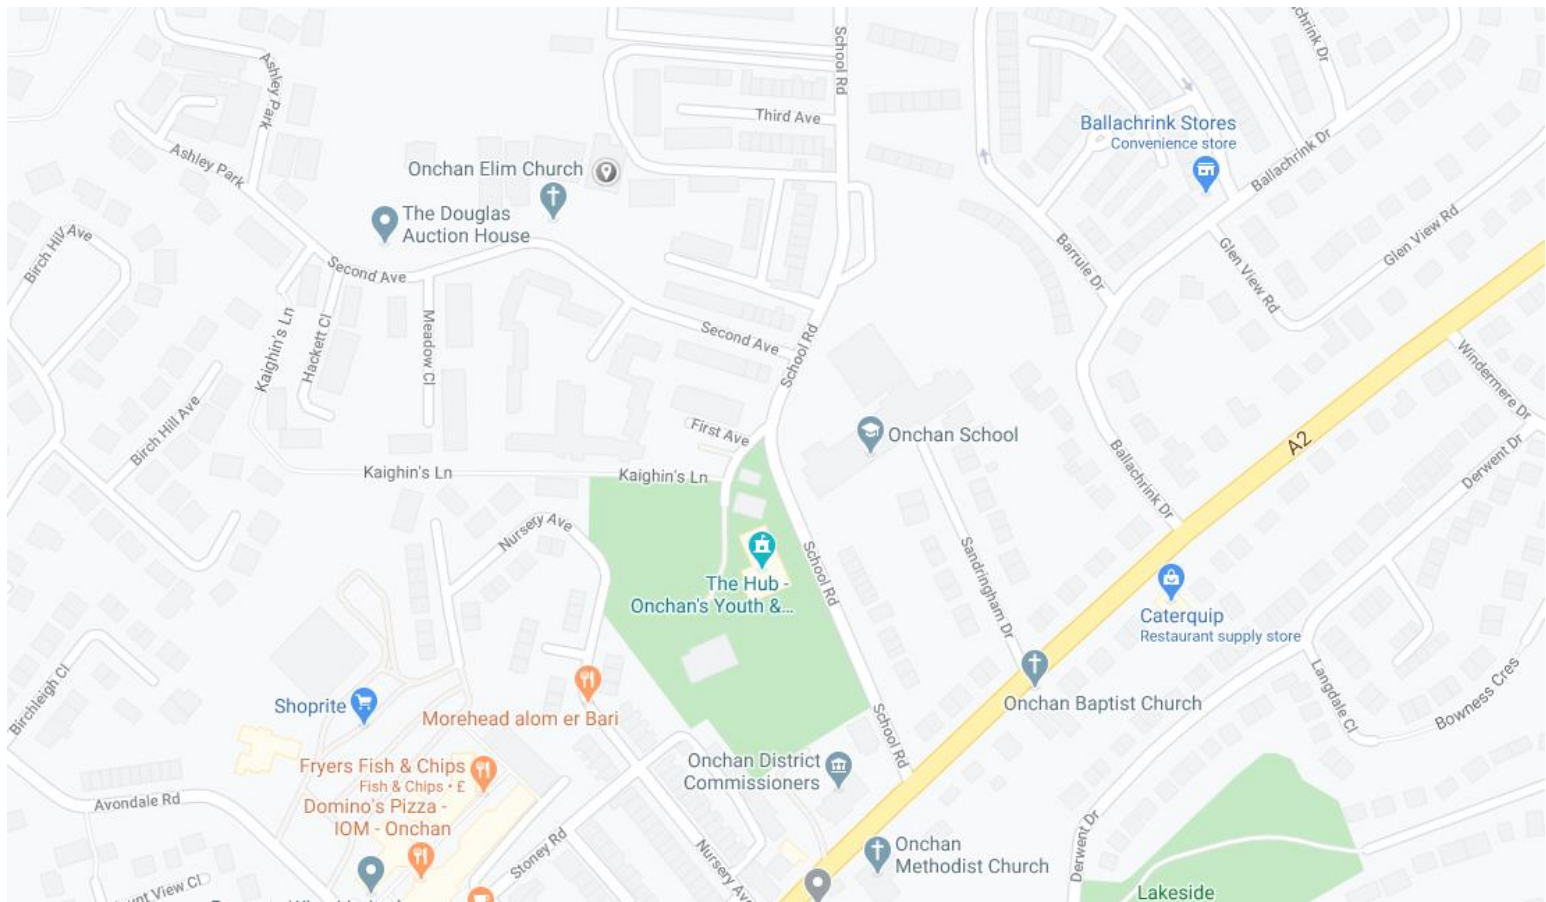 School Rd
Schrink Dr
Ashley Park
Third Ave
Ballachrink Stores
Convenience store
Ballachrink Dr
Ashley Park
Onchan Elim Church
The Douglas
Auction House
Birch Hill Ave
Barrule Dr
Glen View Rd
Glen View Rd
Second Ave
Kaighin's Ln
Hackett Cl
Meadow Cl
Second Ave
School Rd
Windermere Dr
Birch Hill Ave
First Ave
Onchan School
A2
Derwent Dr
Kaighin's Ln
Kaighin's Ln
Ballachrink Dr
Nursery Ave
School Rd
Sandringham Dr
The Hub -
Onchan's Youth &...
Caterquip
Restaurant supply store
Birchleigh Cl
Shoprite
Morehead alom er Bari
Onchan Baptist Church
Langdale Cl
Bowness Cres
School Rd
Onchan District
Commissioners
Fryers Fish & Chips
Fish & Chips • £
Domino's Pizza -
IOM - Onchan
Avondale Rd
Stoney Rd
Nursery Ave
Onchan
Methodist Church
Derwent Dr
View Cl
Lakeside